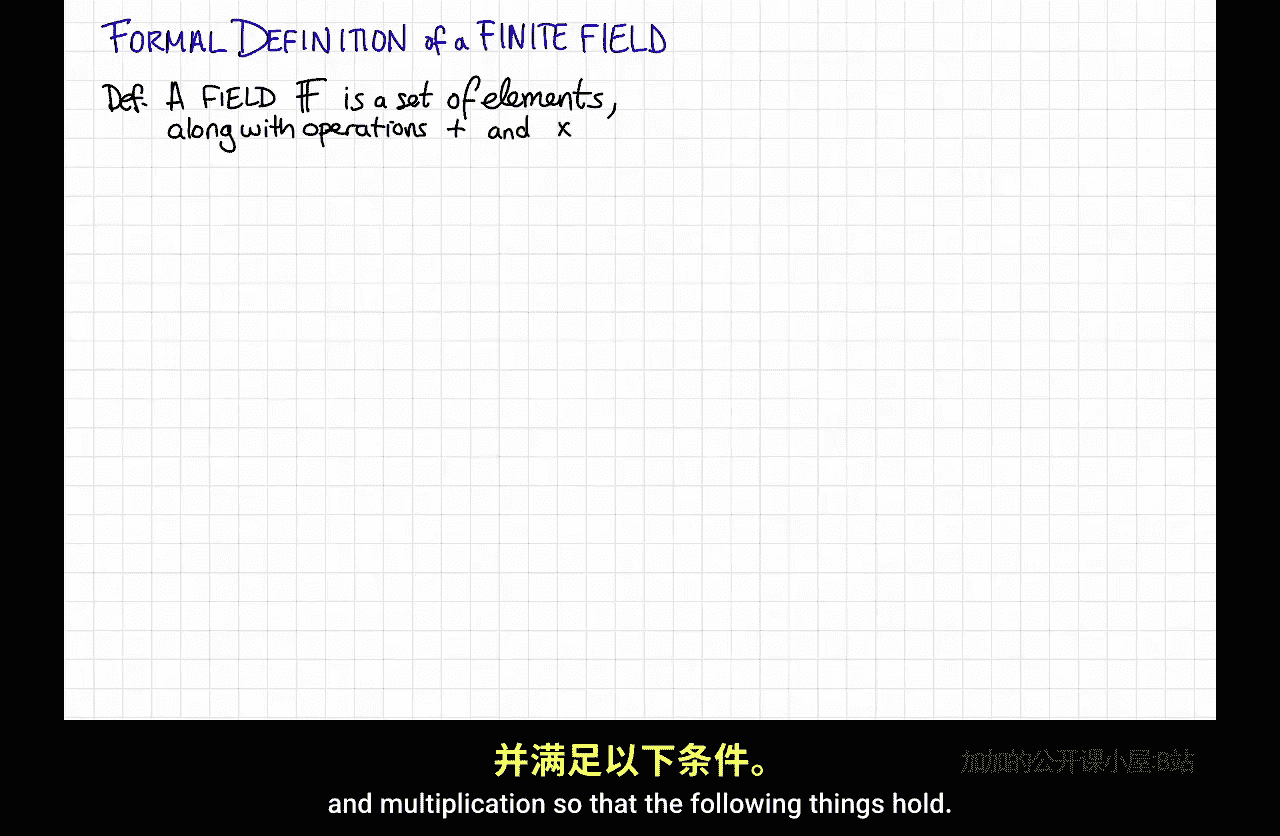 FORMAL DEFINITION of a FINITE FIELD
Def. A FIELD 𝔽 is a set of elements,
along with operations + and x
并满足以下条件。
加加的公开课小屋:B站
and multiplication so that the following things hold.